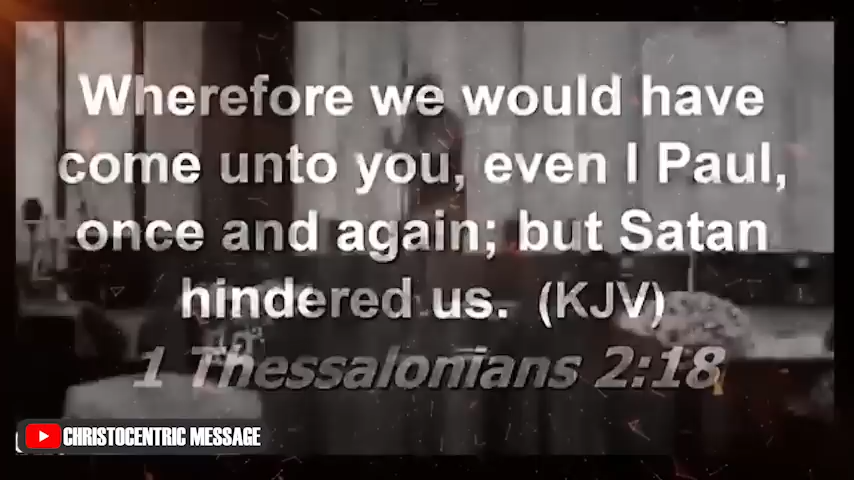 Wherefore we would have
come unto you, even I Paul,
once and again; but Satan
hindered us. (KJV)
1 Thessalonians 2:18
CHRISTOCENTRIC MESSAGE